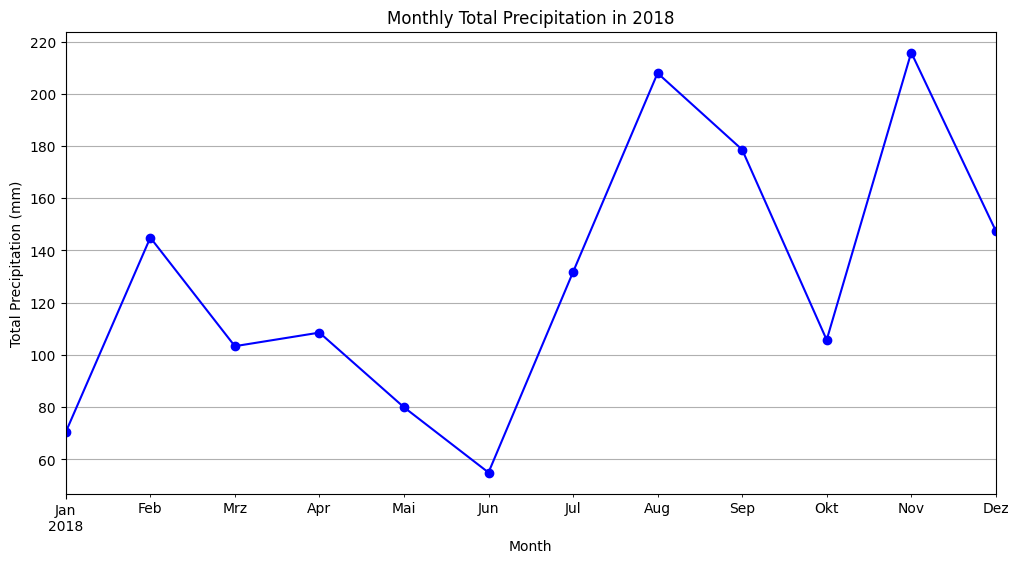 Monthly Total Precipitation in 2018
Total Precipitation (mm)
220
200
180
160
140
120
100
80
60
Jan Feb Mrz Apr Mai Jun Jul Aug Sep Okt Nov Dez
2018
Month